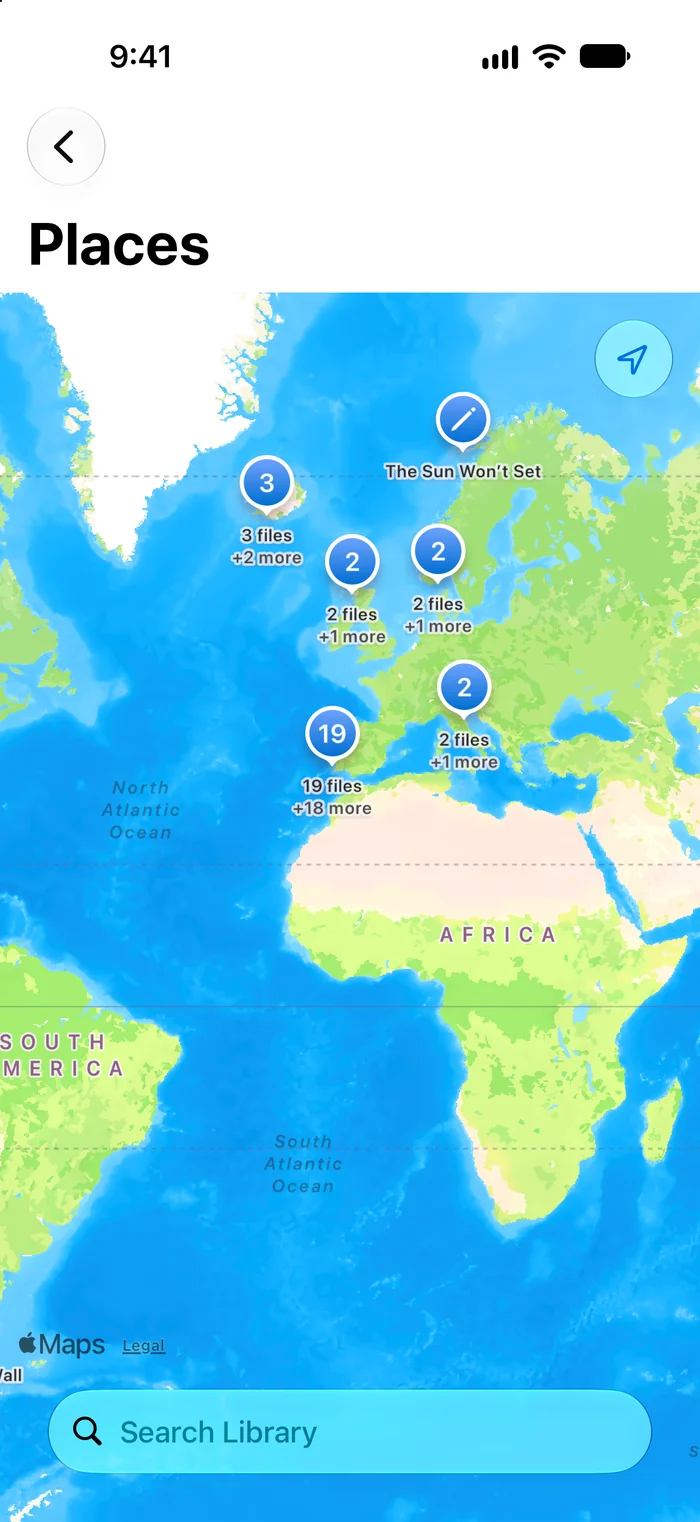 9:41
Places
The Sun Won’t Set
3
3 files
+2 more
2
2 files
+1 more
2
2 files
+1 more
2
2 files
+1 more
19
19 files
+18 more
North
Atlantic
Ocean
AFRICA
SOUTH
MERICA
South
Atlantic
Ocean
Maps Legal
Search Library